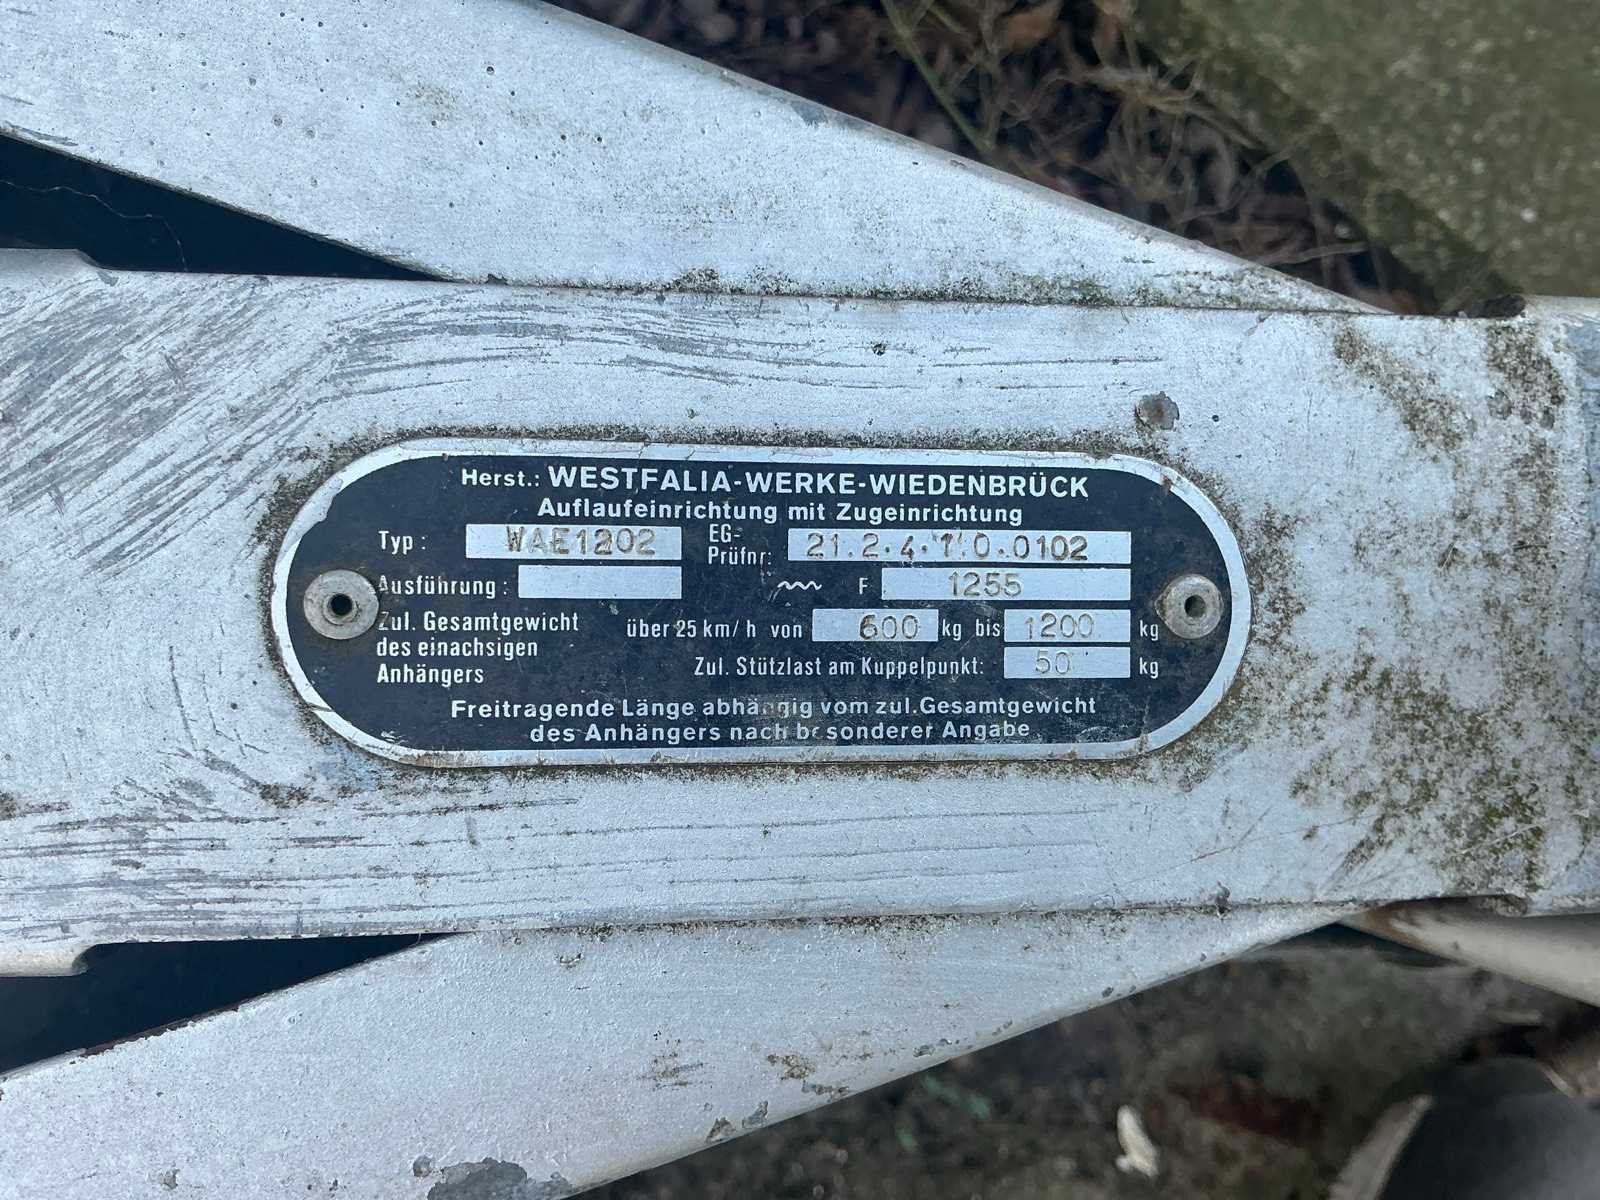 Herst.: WESTFALIA-WERKE-WIEDENBRÜCK
Auflaufeinrichtung mit Zugeinrichtung
Typ: WAE1202 EG-Prüfnr: 21.2.4.1.0.0102
Ausführung: F 1255
Zul. Gesamtgewicht des einachsigen Anhängers über 25 km/h von 600 kg bis 1200 kg
Zul. Stützlast am Kuppelpunkt: 50 kg
Freitragende Länge abhängig vom zul. Gesamtgewicht
des Anhängers nach besonderer Angabe